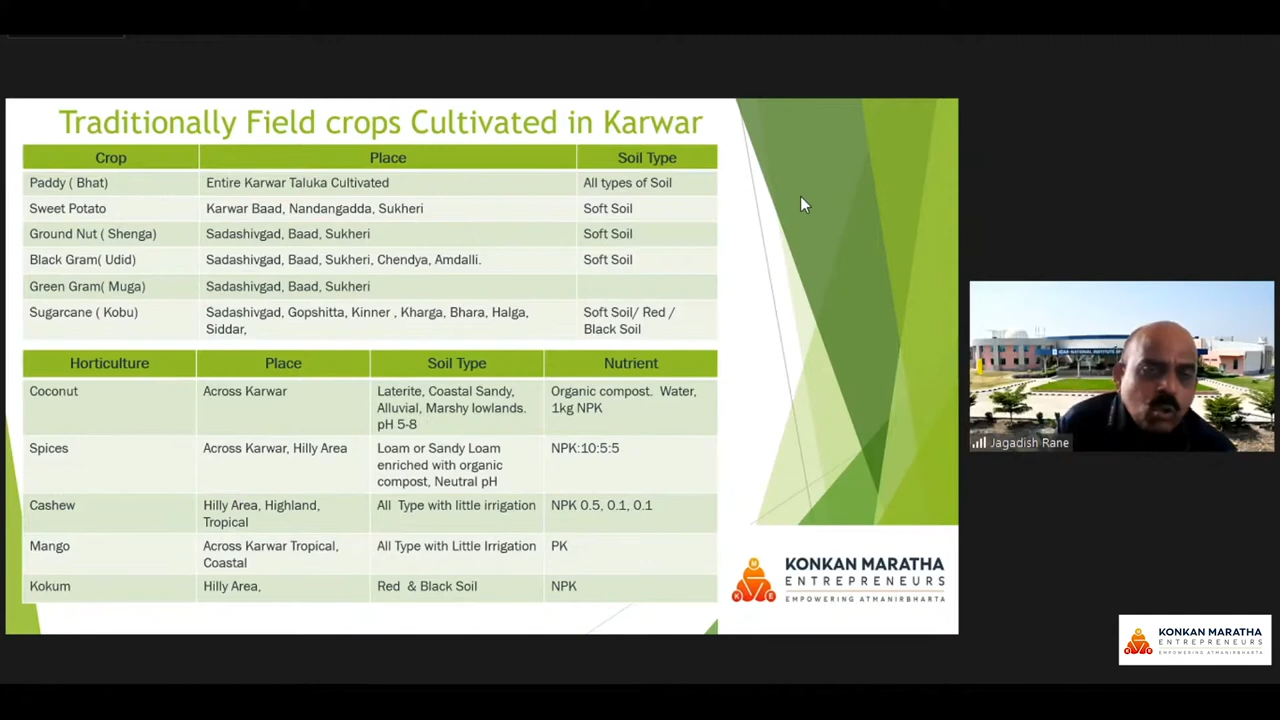 Traditionally Field crops Cultivated in Karwar
Crop Place Soil Type
Paddy ( Bhat) Entire Karwar Taluka Cultivated All types of Soil
Sweet Potato Karwar Baad, Nandangadda, Sukheri Soft Soil
Ground Nut ( Shenga) Sadashivgad, Baad, Sukheri Soft Soil
Black Gram( Udid) Sadashivgad, Baad, Sukheri, Chendya, Amdalli. Soft Soil
Green Gram( Muga) Sadashivgad, Baad, Sukheri
Sugarcane ( Kobu) Sadashivgad, Gopshitta, Kinner , Kharga, Bhara, Halga, Soft Soil/ Red /
Siddar, Black Soil
Horticulture Place Soil Type Nutrient
Coconut Across Karwar Laterite, Coastal Sandy, Organic compost. Water,
Alluvial, Marshy lowlands. 1kg NPK
pH 5-8
Spices Across Karwar, Hilly Area Loam or Sandy Loam NPK:10:5:5
enriched with organic
compost, Neutral pH
Cashew Hilly Area, Highland, All Type with little irrigation NPK 0.5, 0.1, 0.1
Tropical
Mango Across Karwar Tropical, All Type with Little Irrigation PK
Coastal
Kokum Hilly Area, Red & Black Soil NPK
M
K E
KONKAN MARATHA
ENTREPRENEURS
EMPOWERING ATMANIRBHARTA
ICAR-NATIONAL INSTITUTE OF
Jagadish Rane
KONKAN MARATHA
ENTREPRENEURS
EMPOWERING ATMANIRBHARTA